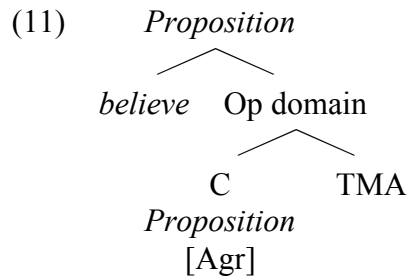 (11) Proposition
believe Op domain
C TMA
Proposition
[Agr]